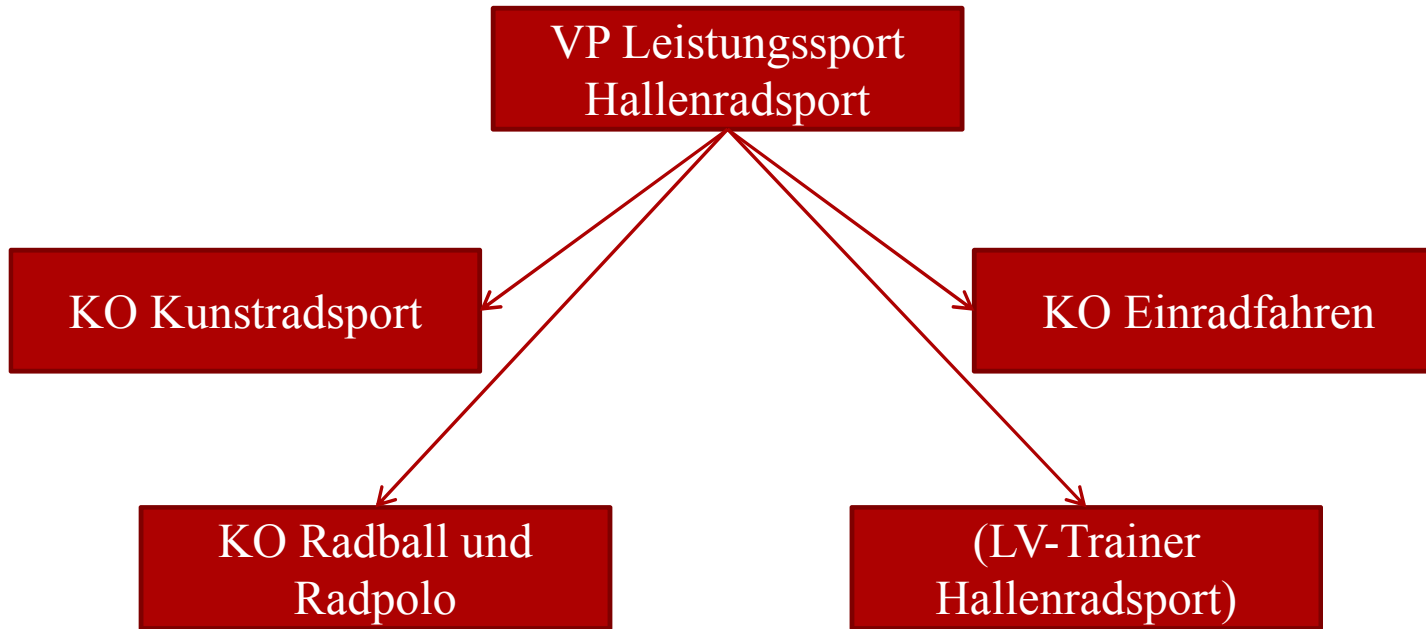 VP Leistungssport
Hallenradsport
KO Kunstradsport
KO Einradfahren
KO Radball und
Radpolo
(LV-Trainer
Hallenradsport)